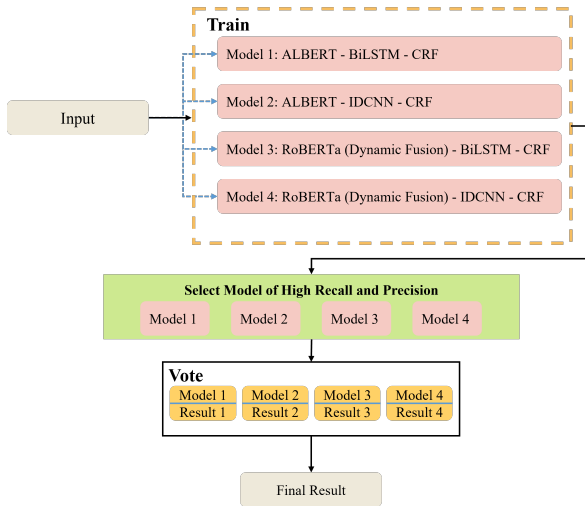 Train
Model 1: ALBERT - BiLSTM - CRF
Model 2: ALBERT - IDCNN - CRF
Input
Model 3: RoBERTa (Dynamic Fusion) - BiLSTM - CRF
Model 4: RoBERTa (Dynamic Fusion) - IDCNN - CRF
Select Model of High Recall and Precision
Model 1 Model 2 Model 3 Model 4
Vote
Model 1 Model 2 Model 3 Model 4
Result 1 Result 2 Result 3 Result 4
Final Result